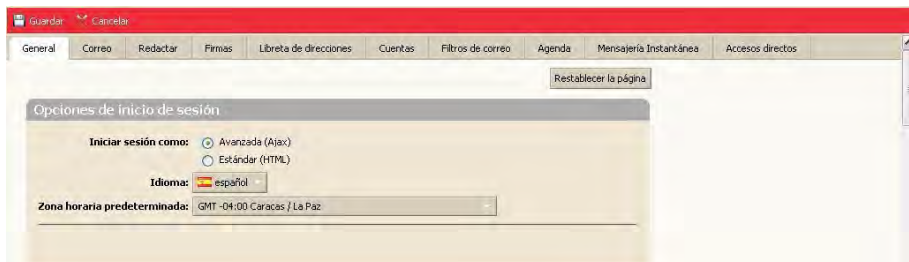 Guardar Cancelar
General Correo Redactar Firmas Libreta de direcciones Cuentas Filtros de correo Agenda Mensajería Instantánea Accesos directos
Restablecer la página
Opciones de inicio de sesión
Iniciar sesión como: Avanzada (Ajax)
Estándar (HTML)
Idioma: español
Zona horaria predeterminada: GMT -04:00 Caracas / La Paz